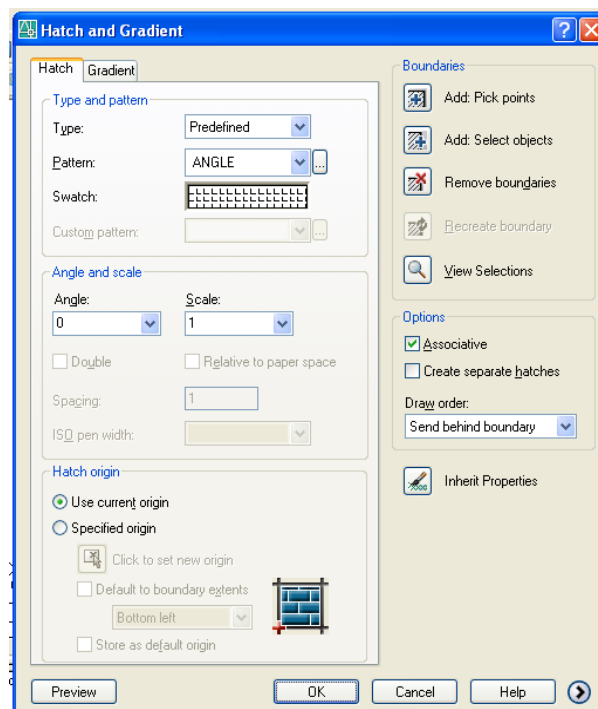 Hatch and Gradient
Hatch Gradient
Type and pattern
Type: Predefined
Pattern: ANGLE ...
Swatch:
Custom pattern: ...
Angle and scale
Angle: Scale:
0 1
Double Relative to paper space
Spacing: 1
ISO pen width:
Hatch origin
Use current origin
Specified origin
Click to set new origin
Default to boundary extents
Bottom left
Store as default origin
Boundaries
Add: Pick points
Add: Select objects
Remove boundaries
Recreate boundary
View Selections
Options
Associative
Create separate hatches
Draw order:
Send behind boundary
Inherit Properties
Preview OK Cancel Help